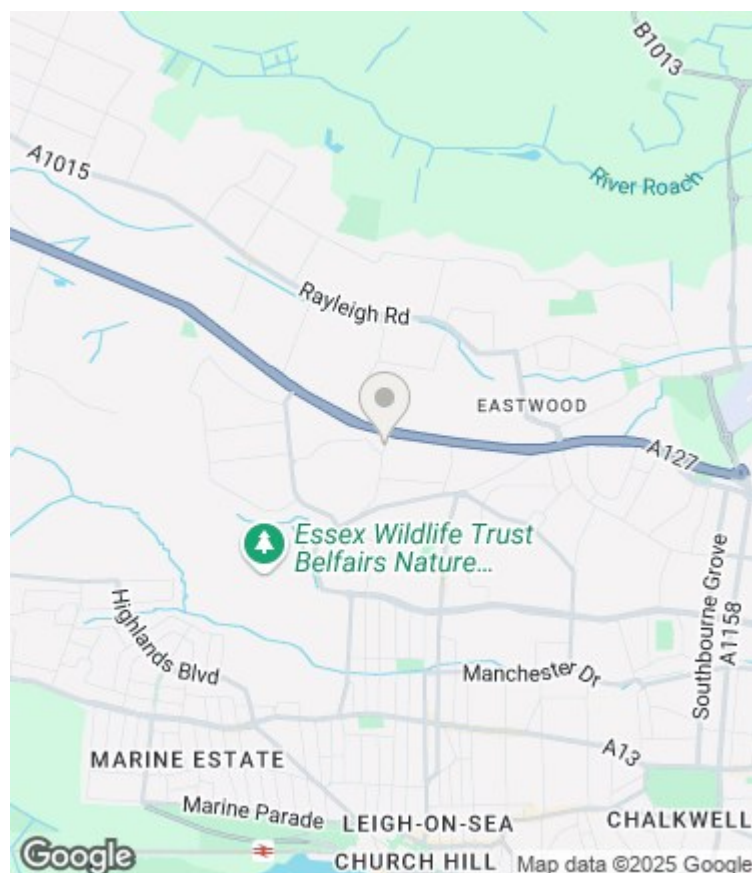 B1013
A1015
River Roach
Rayleigh Rd
EASTWOOD
A127
Essex Wildlife Trust
Belfairs Nature...
Southbourne Grove
A1158
Highlands Blvd
Manchester Dr
A13
MARINE ESTATE
Marine Parade
LEIGH-ON-SEA
CHALKWELL
CHURCH HILL
Google
Map data ©2025 Google